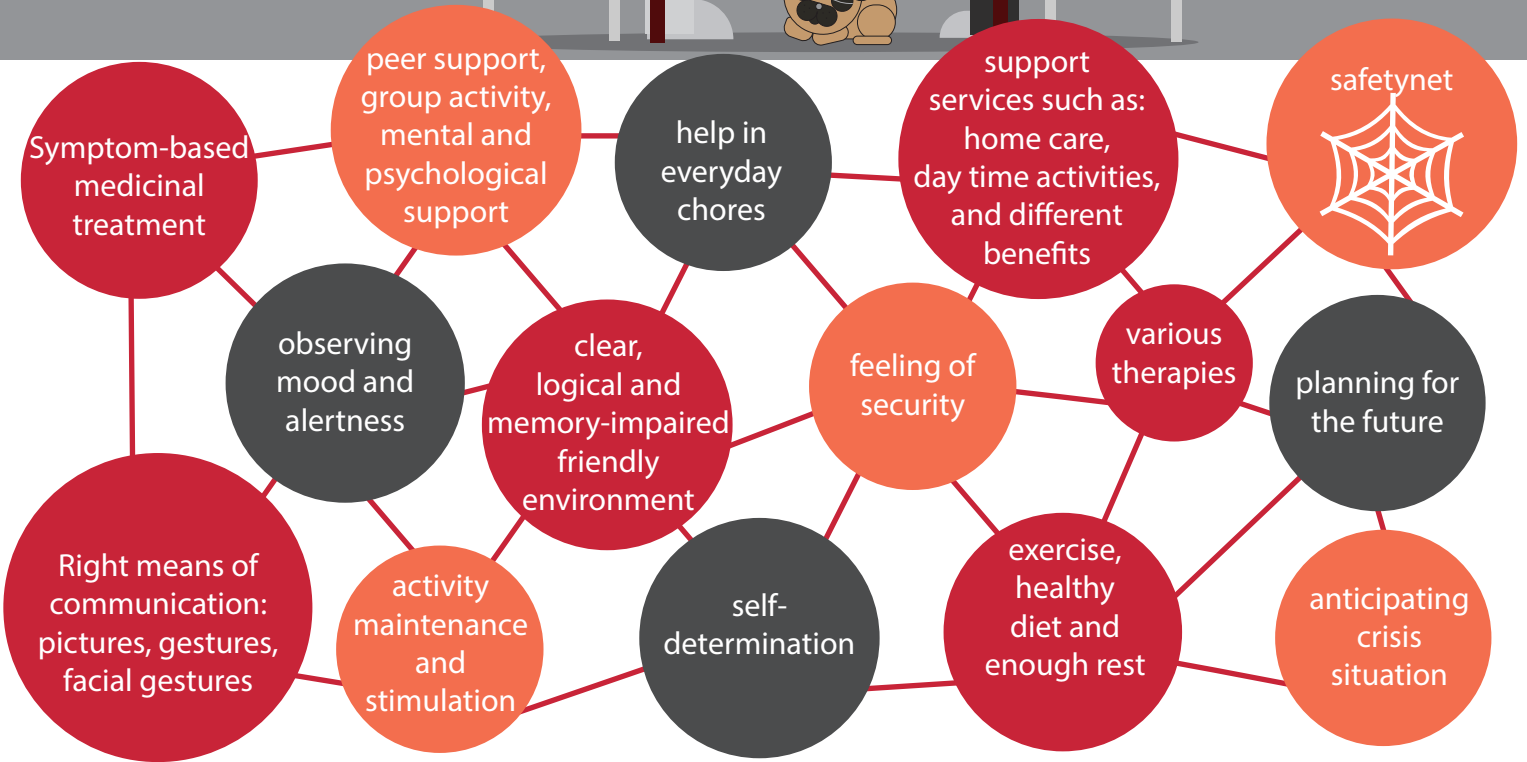 Symptom-based
medicinal
treatment
peer support,
group activity,
mental and
psychological
support
help in
everyday
chores
support
services such as:
home care,
day time activities,
and different
benefits
safetynet
observing
mood and
alertness
clear,
logical and
memory-impaired
friendly
environment
feeling of
security
various
therapies
planning for
the future
Right means of
communication:
pictures, gestures,
facial gestures
activity
maintenance
and
stimulation
self-
determination
exercise,
healthy
diet and
enough rest
anticipating
crisis
situation